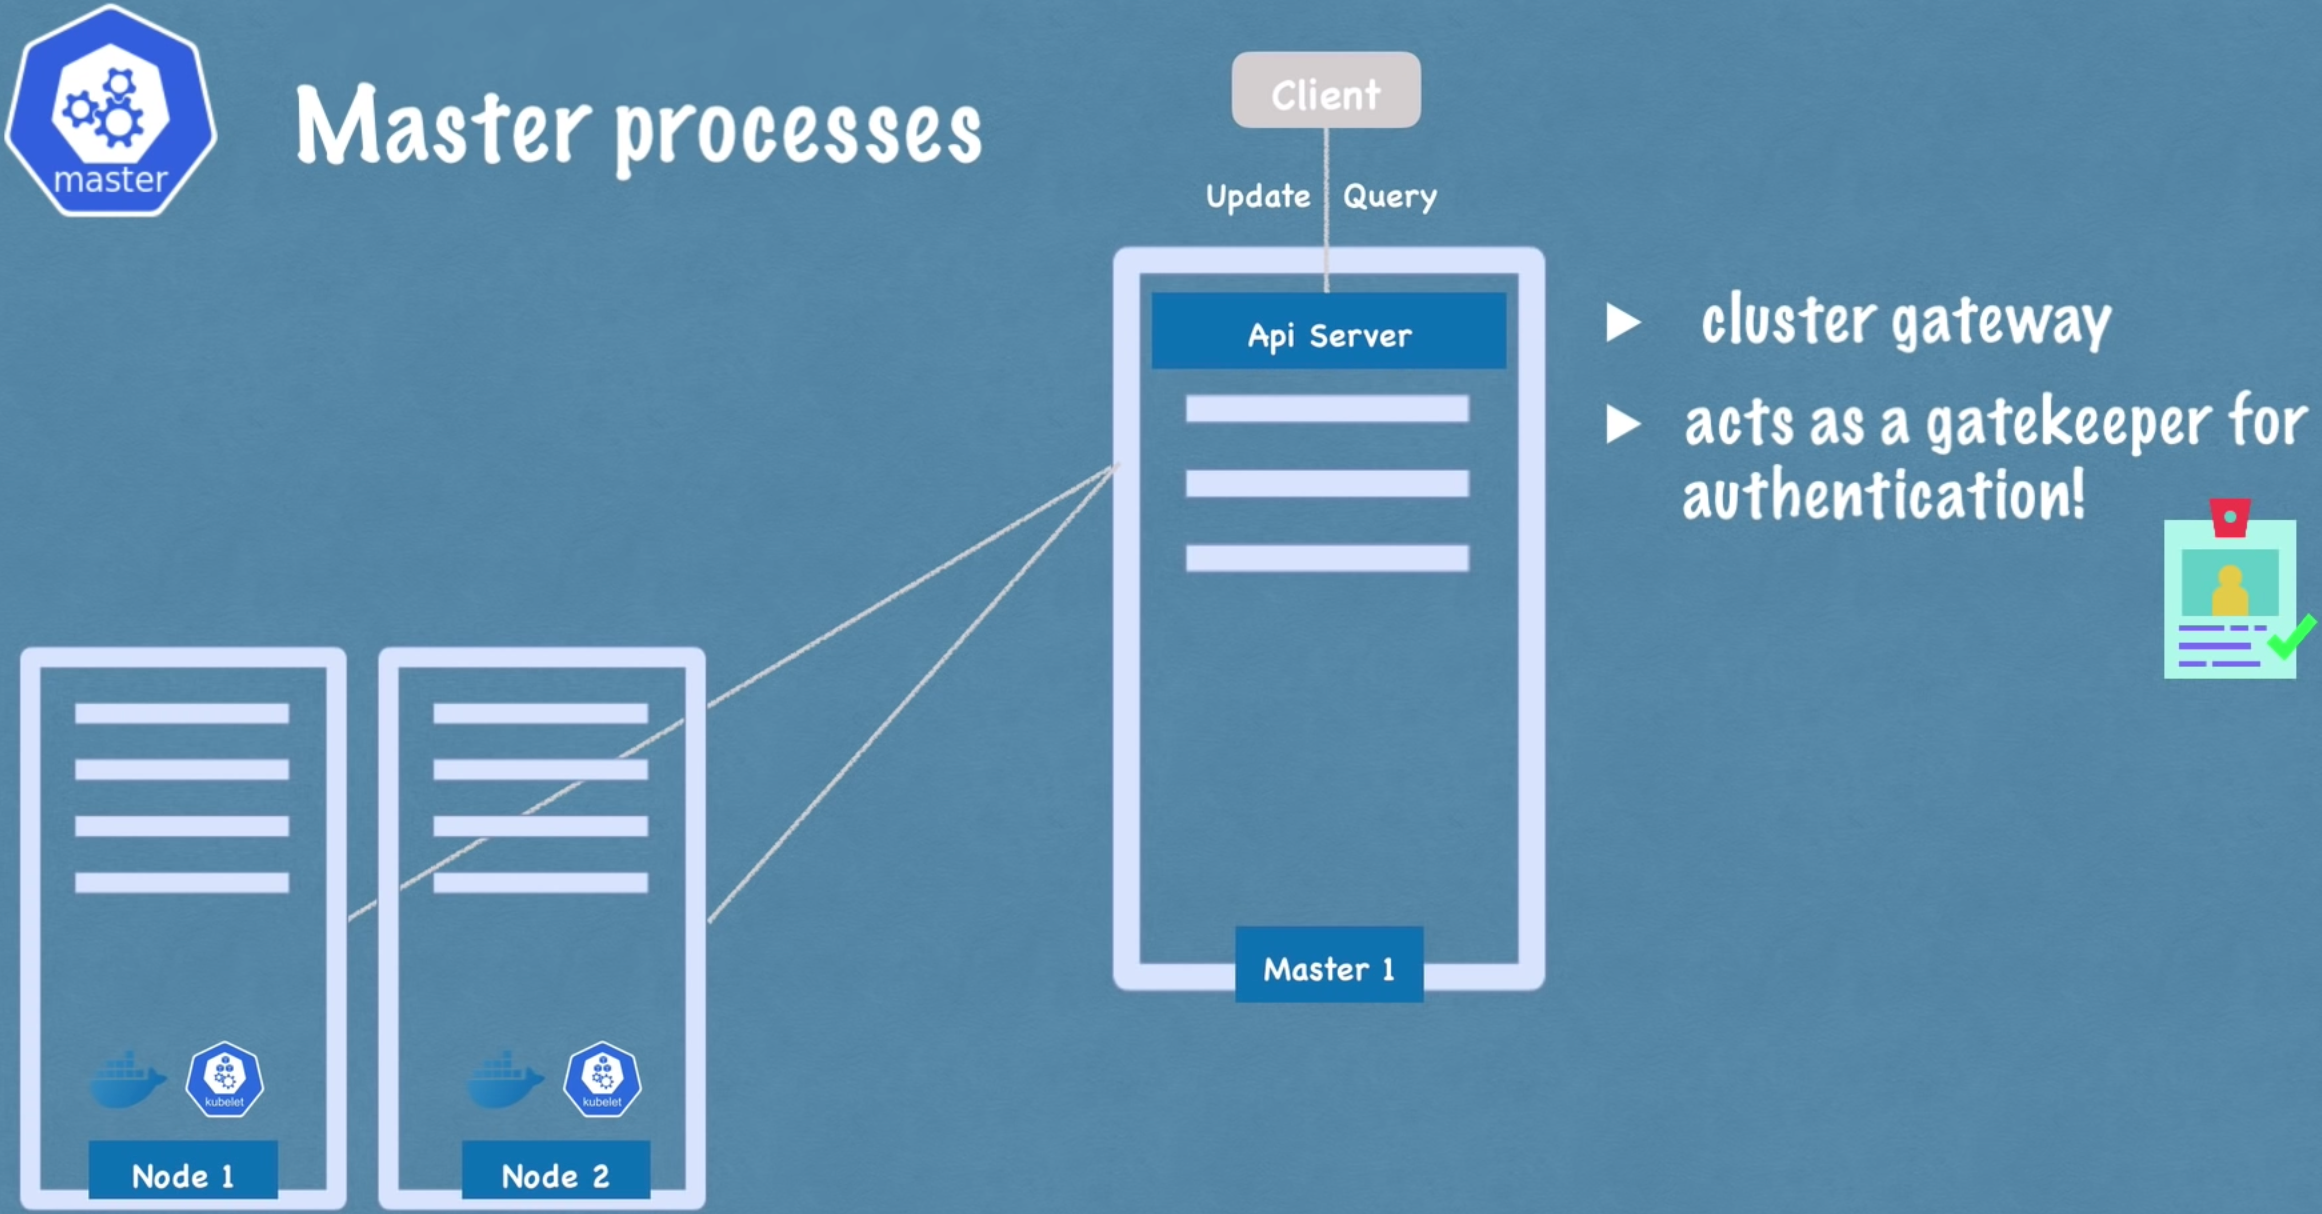 master
Master processes
Client
Update Query
Api Server
cluster gateway
acts as a gatekeeper for
authentication!
Master 1
kubelet
kubelet
Node 1
Node 2